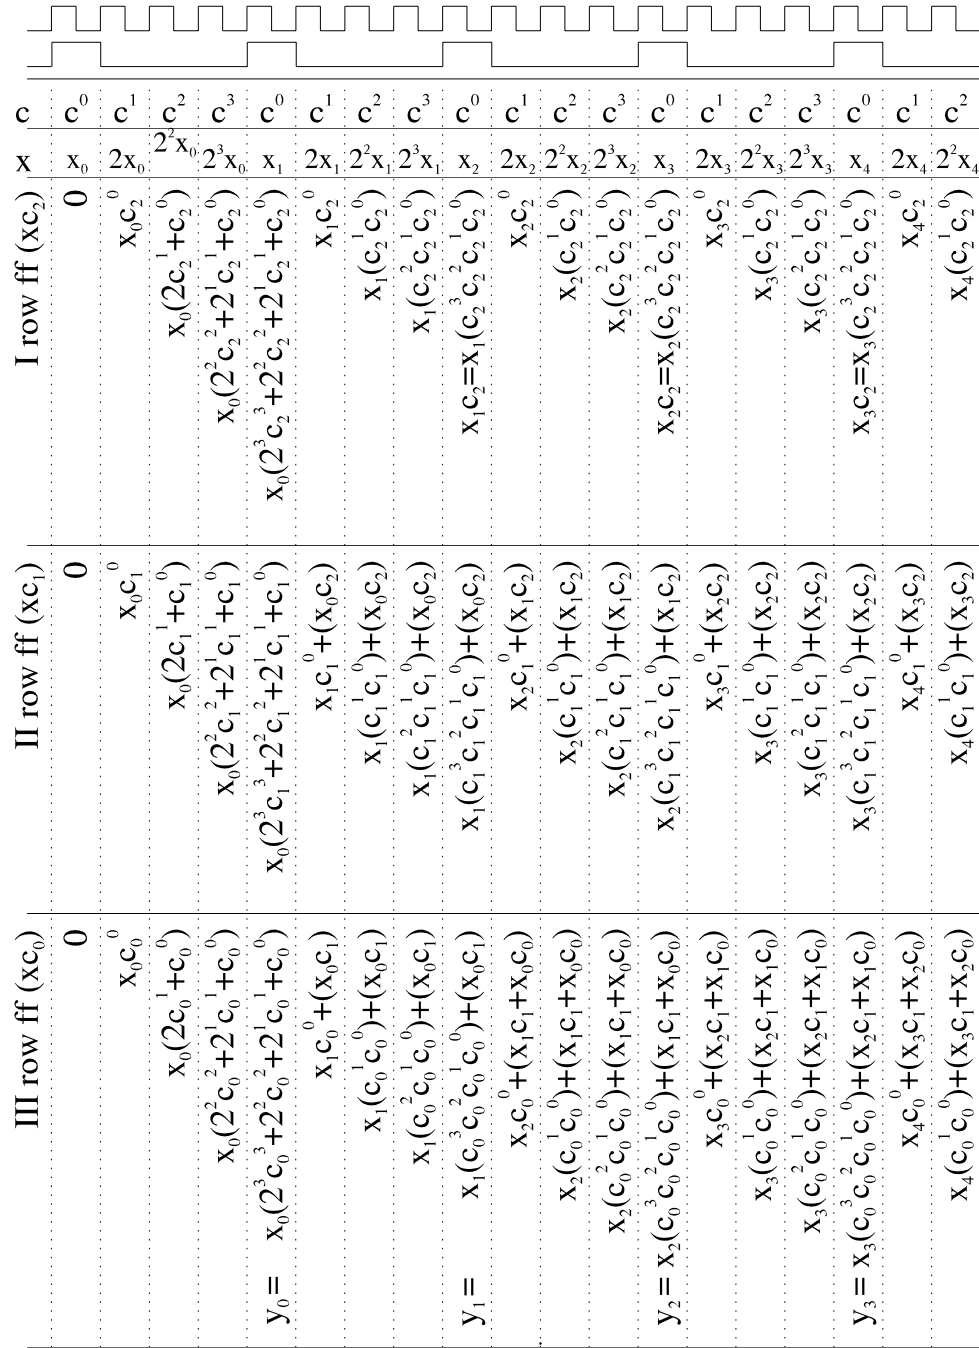 c c⁰ c¹ c² c³ c⁰ c¹ c² c³ c⁰ c¹ c² c³ c⁰ c¹ c² c³ c⁰ c¹ c²
x x₀ 2x₀ 2²x₀ 2³x₀ x₁ 2x₁ 2²x₁ 2³x₁ x₂ 2x₂ 2²x₂ 2³x₂ x₃ 2x₃ 2²x₃ 2³x₃ x₄ 2x₄ 2²x₄
I row ff (xc₂)
0
x₀c₂⁰
x₀(2c₂¹+c₂⁰)
x₀(2²c₂²+2¹c₂¹+c₂⁰)
x₀(2³c₂³+2²c₂²+2¹c₂¹+c₂⁰)
x₁c₂⁰
x₁(c₂¹c₂⁰)
x₁(c₂²c₂¹c₂⁰)
x₁c₂=x₁(c₂³c₂²c₂¹c₂⁰)
x₂c₂⁰
x₂(c₂¹c₂⁰)
x₂(c₂²c₂¹c₂⁰)
x₂c₂=x₂(c₂³c₂²c₂¹c₂⁰)
x₃c₂⁰
x₃(c₂¹c₂⁰)
x₃(c₂²c₂¹c₂⁰)
x₃c₂=x₃(c₂³c₂²c₂¹c₂⁰)
x₄c₂⁰
x₄(c₂¹c₂⁰)
II row ff (xc₁)
0
x₀c₁⁰
x₀(2c₁¹+c₁⁰)
x₀(2²c₁²+2¹c₁¹+c₁⁰)
x₀(2³c₁³+2²c₁²+2¹c₁¹+c₁⁰)
x₁c₁⁰+(x₀c₂)
x₁(c₁¹c₁⁰)+(x₀c₂)
x₁(c₁²c₁¹c₁⁰)+(x₀c₂)
x₁(c₁³c₁²c₁¹c₁⁰)+(x₀c₂)
x₂c₁⁰+(x₁c₂)
x₂(c₁¹c₁⁰)+(x₁c₂)
x₂(c₁²c₁¹c₁⁰)+(x₁c₂)
x₂(c₁³c₁²c₁¹c₁⁰)+(x₁c₂)
x₃c₁⁰+(x₂c₂)
x₃(c₁¹c₁⁰)+(x₂c₂)
x₃(c₁²c₁¹c₁⁰)+(x₂c₂)
x₃(c₁³c₁²c₁¹c₁⁰)+(x₂c₂)
x₄c₁⁰+(x₃c₂)
x₄(c₁¹c₁⁰)+(x₃c₂)
III row ff (xc₀)
0
x₀c₀⁰
x₀(2c₀¹+c₀⁰)
x₀(2²c₀²+2¹c₀¹+c₀⁰)
y₀= x₀(2³c₀³+2²c₀²+2¹c₀¹+c₀⁰)
x₁c₀⁰+(x₀c₁)
x₁(c₀¹c₀⁰)+(x₀c₁)
x₁(c₀²c₀¹c₀⁰)+(x₀c₁)
y₁= x₁(c₀³c₀²c₀¹c₀⁰)+(x₀c₁)
x₂c₀⁰+(x₁c₁+x₀c₀)
x₂(c₀¹c₀⁰)+(x₁c₁+x₀c₀)
x₂(c₀²c₀¹c₀⁰)+(x₁c₁+x₀c₀)
y₂= x₂(c₀³c₀²c₀¹c₀⁰)+(x₁c₁+x₀c₀)
x₃c₀⁰+(x₂c₁+x₁c₀)
x₃(c₀¹c₀⁰)+(x₂c₁+x₁c₀)
x₃(c₀²c₀¹c₀⁰)+(x₂c₁+x₁c₀)
y₃= x₃(c₀³c₀²c₀¹c₀⁰)+(x₂c₁+x₁c₀)
x₄c₀⁰+(x₃c₁+x₂c₀)
x₄(c₀¹c₀⁰)+(x₃c₁+x₂c₀)